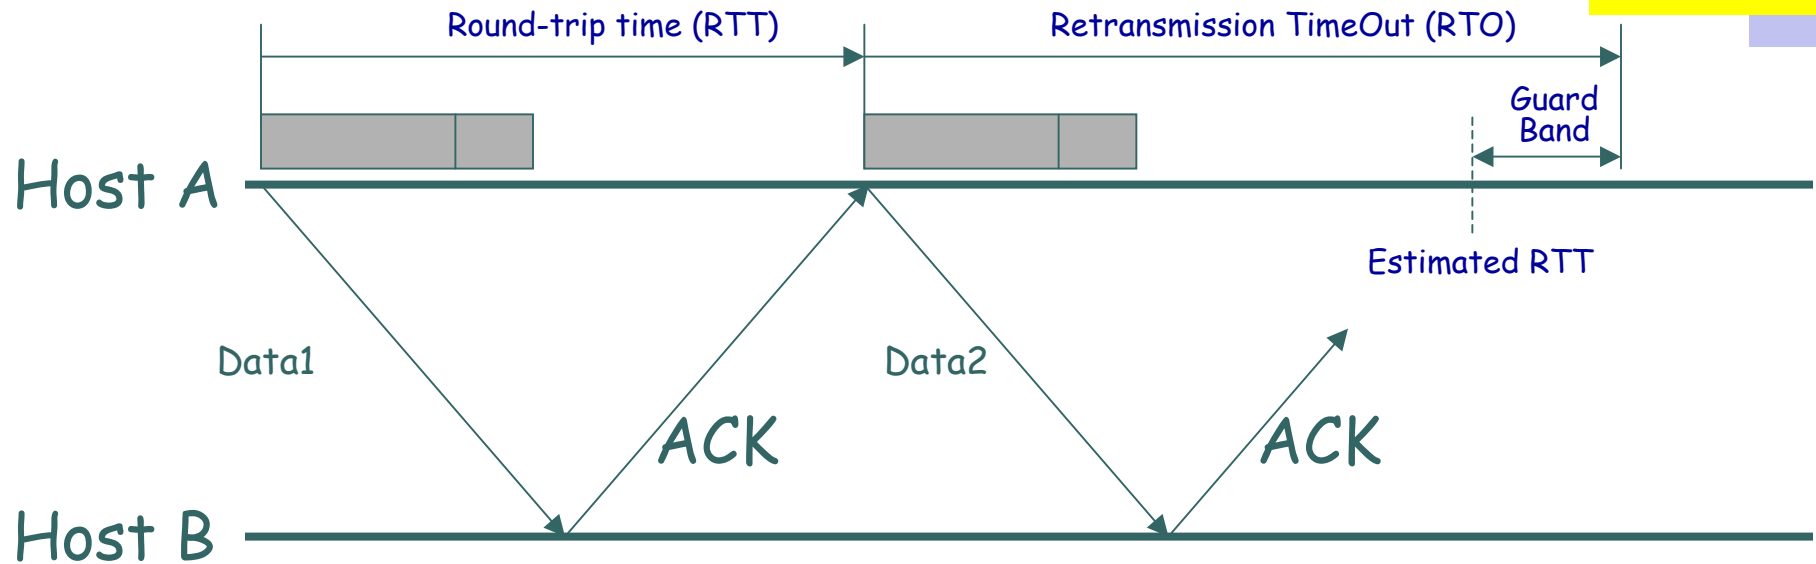 Round-trip time (RTT)
Retransmission TimeOut (RTO)
Guard
Band
Host A
Estimated RTT
Data1
Data2
ACK
ACK
Host B